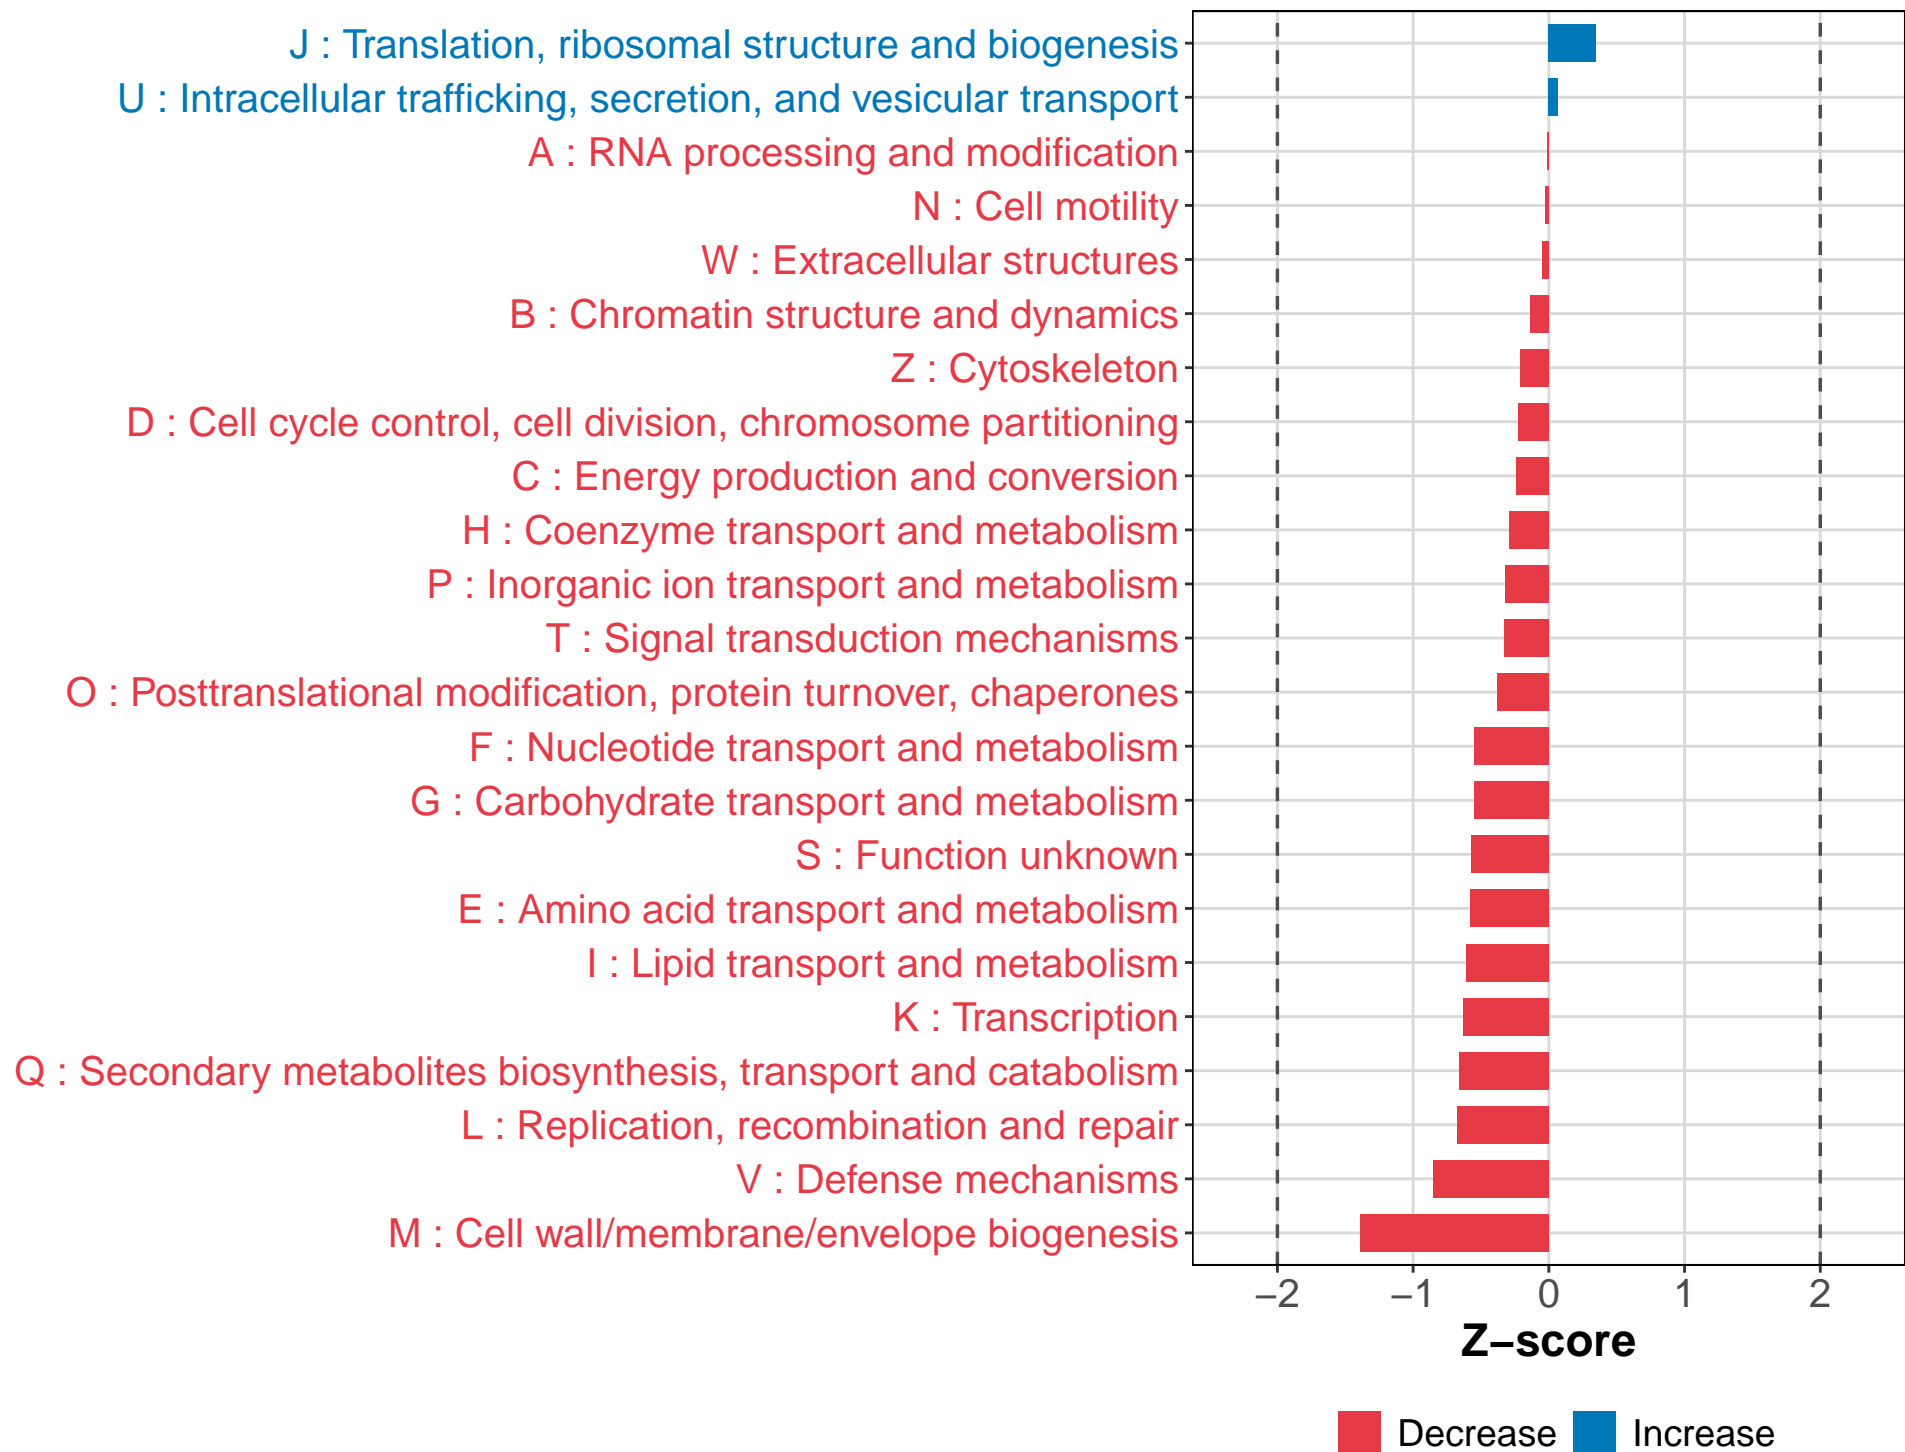 J : Translation, ribosomal structure and biogenesis
U : Intracellular trafficking, secretion, and vesicular transport
A : RNA processing and modification
N : Cell motility
W : Extracellular structures
B : Chromatin structure and dynamics
Z : Cytoskeleton
D : Cell cycle control, cell division, chromosome partitioning
C : Energy production and conversion
H : Coenzyme transport and metabolism
P : Inorganic ion transport and metabolism
T : Signal transduction mechanisms
O : Posttranslational modification, protein turnover, chaperones
F : Nucleotide transport and metabolism
G : Carbohydrate transport and metabolism
S : Function unknown
E : Amino acid transport and metabolism
I : Lipid transport and metabolism
K : Transcription
Q : Secondary metabolites biosynthesis, transport and catabolism
L : Replication, recombination and repair
V : Defense mechanisms
M : Cell wall/membrane/envelope biogenesis
−2 −1 0 1 2
Z−score
Decrease Increase